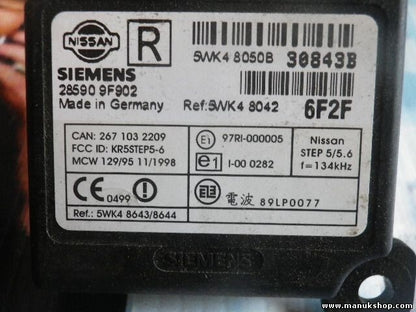 NISSAN
R
5WK4 8050B 30843B
SIEMENS
28590 9F902
Made in Germany
Ref:5WK4 8042 6F2F
CAN: 267 103 2209
FCC ID: KR5STEP5-6
MCW 129/95 11/1998
E1 97RI-000005
e1 I-00 0282
Nissan
STEP 5/5.6
f=134kHz
CE 0499
Ref.: 5WK4 8643/8644
電波 89LP0077
SIEMENS
www.manukshop.com